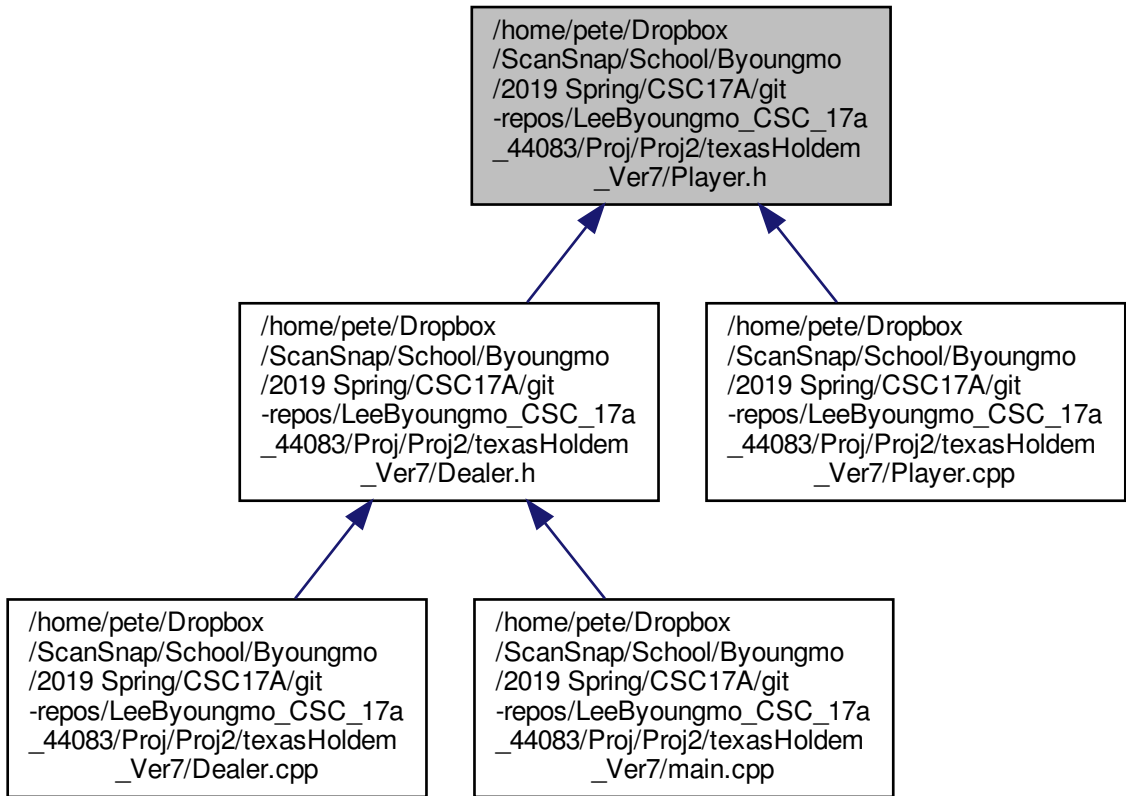 /home/pete/Dropbox
/ScanSnap/School/Byoungmo
/2019 Spring/CSC17A/git
-repos/LeeByoungmo_CSC_17a
_44083/Proj/Proj2/texasHoldem
_Ver7/Player.h
/home/pete/Dropbox
/ScanSnap/School/Byoungmo
/2019 Spring/CSC17A/git
-repos/LeeByoungmo_CSC_17a
_44083/Proj/Proj2/texasHoldem
_Ver7/Dealer.h
/home/pete/Dropbox
/ScanSnap/School/Byoungmo
/2019 Spring/CSC17A/git
-repos/LeeByoungmo_CSC_17a
_44083/Proj/Proj2/texasHoldem
_Ver7/Player.cpp
/home/pete/Dropbox
/ScanSnap/School/Byoungmo
/2019 Spring/CSC17A/git
-repos/LeeByoungmo_CSC_17a
_44083/Proj/Proj2/texasHoldem
_Ver7/Dealer.cpp
/home/pete/Dropbox
/ScanSnap/School/Byoungmo
/2019 Spring/CSC17A/git
-repos/LeeByoungmo_CSC_17a
_44083/Proj/Proj2/texasHoldem
_Ver7/main.cpp